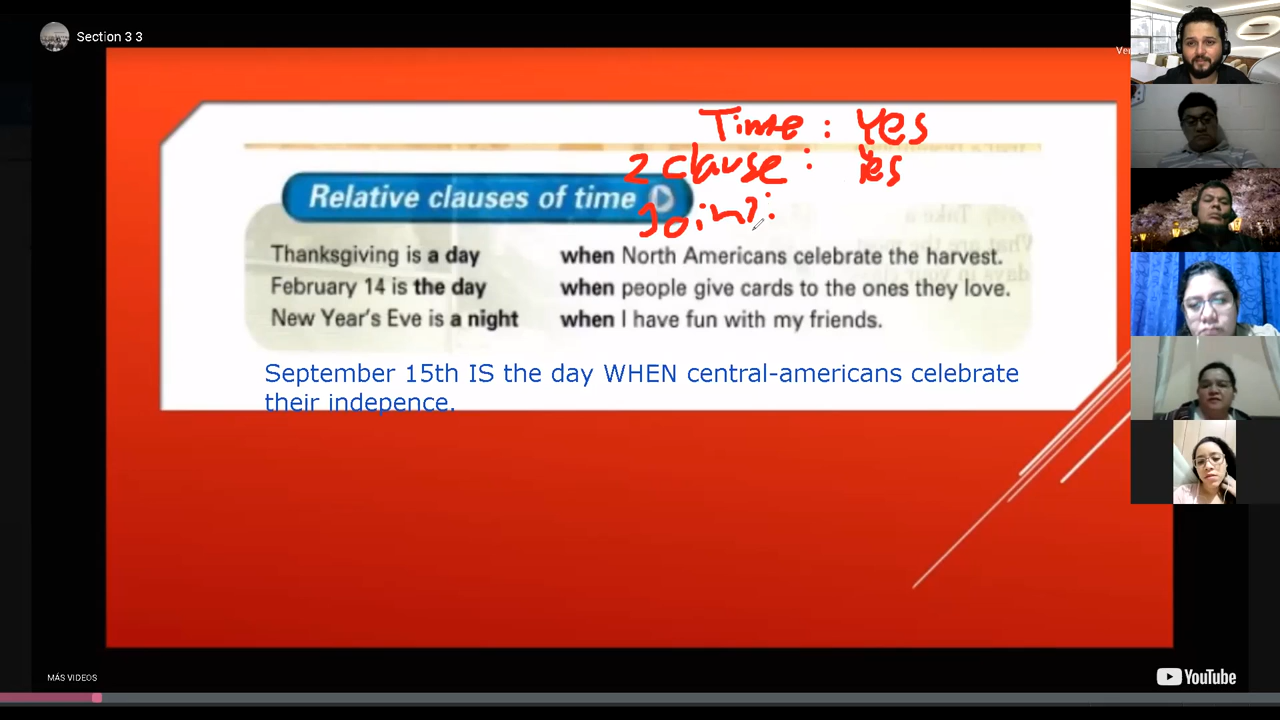 Section 3 3
Ver
Time : Yes
2 clause : Yes
Relative clauses of time
Joint:
Thanksgiving is a day when North Americans celebrate the harvest.
February 14 is the day when people give cards to the ones they love.
New Year's Eve is a night when I have fun with my friends.
September 15th IS the day WHEN central-americans celebrate
their indepence.
MÁS VIDEOS
YouTube